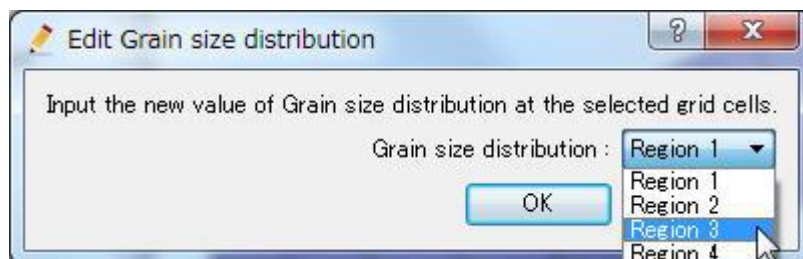 Edit Grain size distribution
Input the new value of Grain size distribution at the selected grid cells.
Grain size distribution : Region 1
Region 1
OK
Region 2
Region 3
Region 4